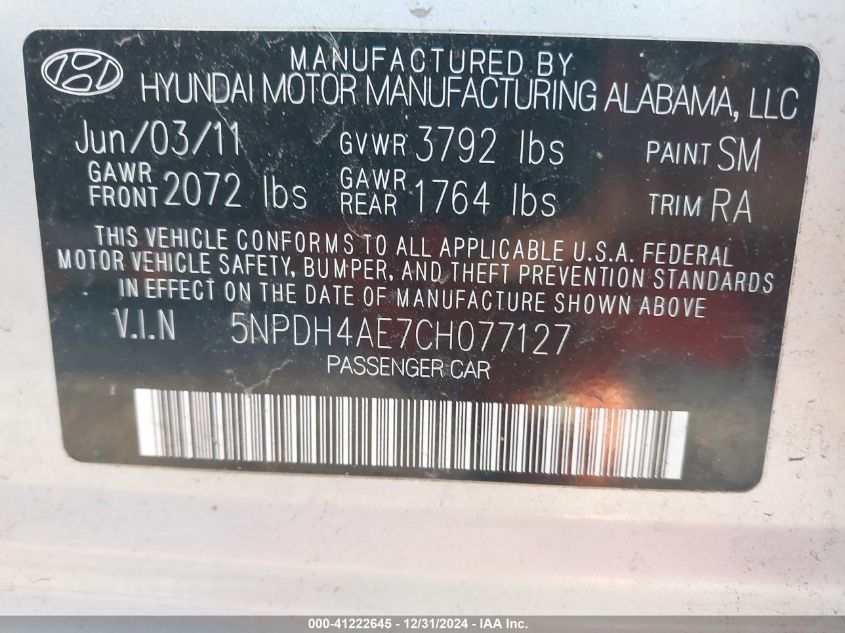 MANUFACTURED BY
HYUNDAI MOTOR MANUFACTURING ALABAMA, LLC
Jun/03/11 GVWR 3792 lbs PAINT SM
GAWR FRONT 2072 lbs GAWR REAR 1764 lbs TRIM RA
THIS VEHICLE CONFORMS TO ALL APPLICABLE U.S.A. FEDERAL
MOTOR VEHICLE SAFETY, BUMPER, AND THEFT PREVENTION STANDARDS
IN EFFECT ON THE DATE OF MANUFACTURE SHOWN ABOVE
V.I.N 5NPDH4AE7CH077127
PASSENGER CAR
000-41222645 - 12/31/2024 - IAA Inc.